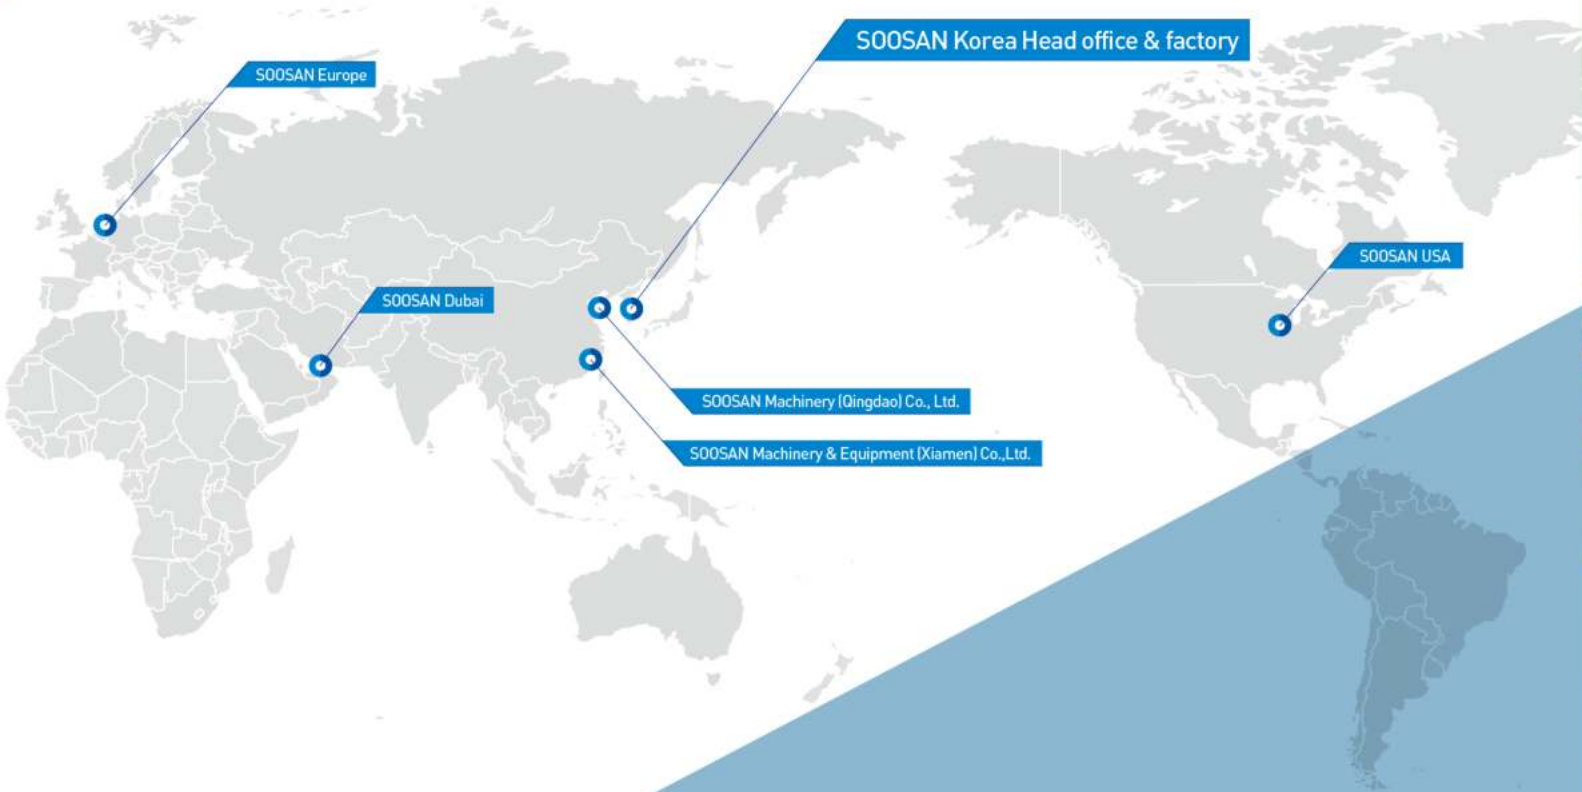 SOOSAN Korea Head office & factory
SOOSAN Europe
SOOSAN USA
SOOSAN Dubai
SOOSAN Machinery (Qingdao) Co., Ltd.
SOOSAN Machinery & Equipment (Xiamen) Co.,Ltd.